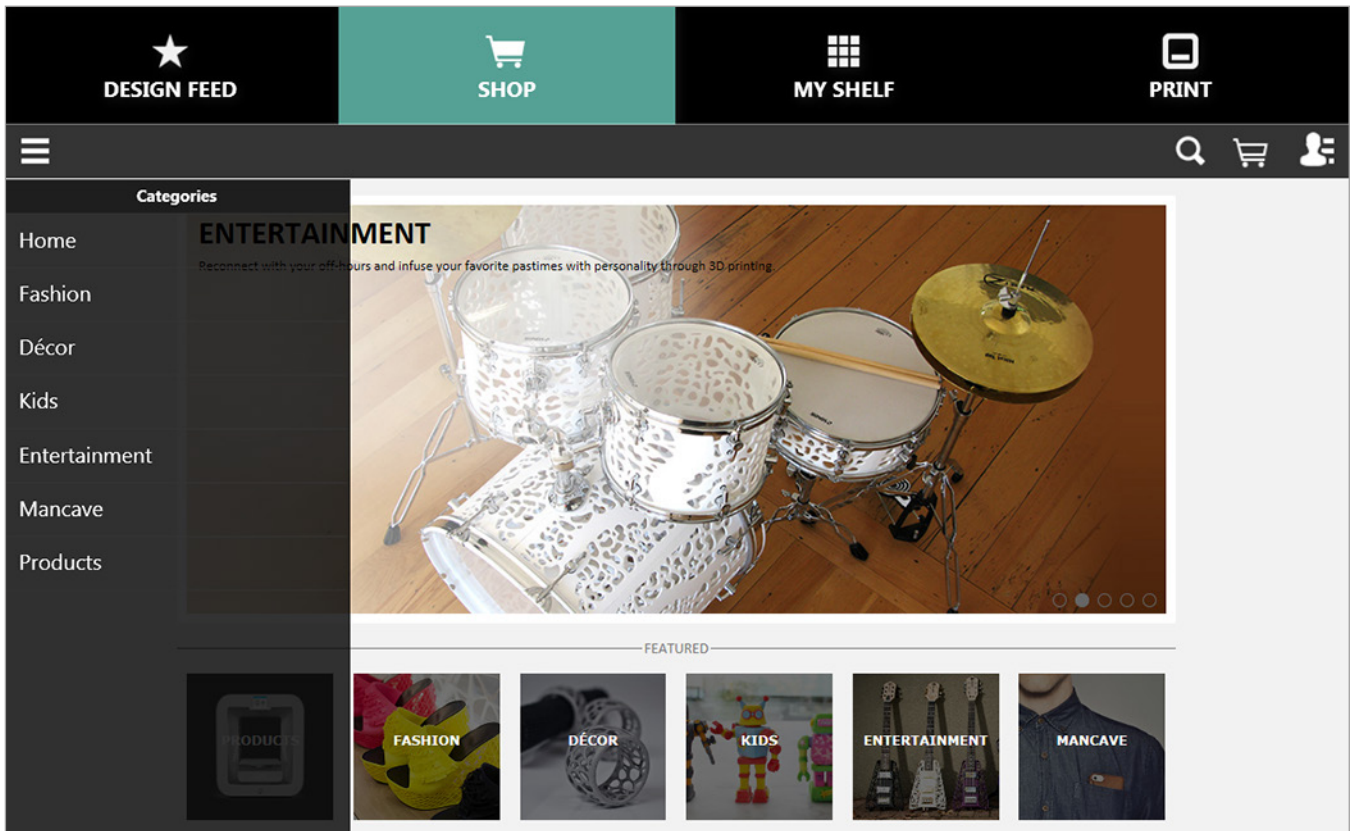 DESIGN FEED
SHOP
MY SHELF
PRINT
Categories
Home
Fashion
Décor
Kids
Entertainment
Mancave
Products
ENTERTAINMENT
Reconnect with your off-hours and infuse your favorite pastimes with personality through 3D printing.
FEATURED
PRODUCTS
FASHION
DÉCOR
KIDS
ENTERTAINMENT
MANCAVE